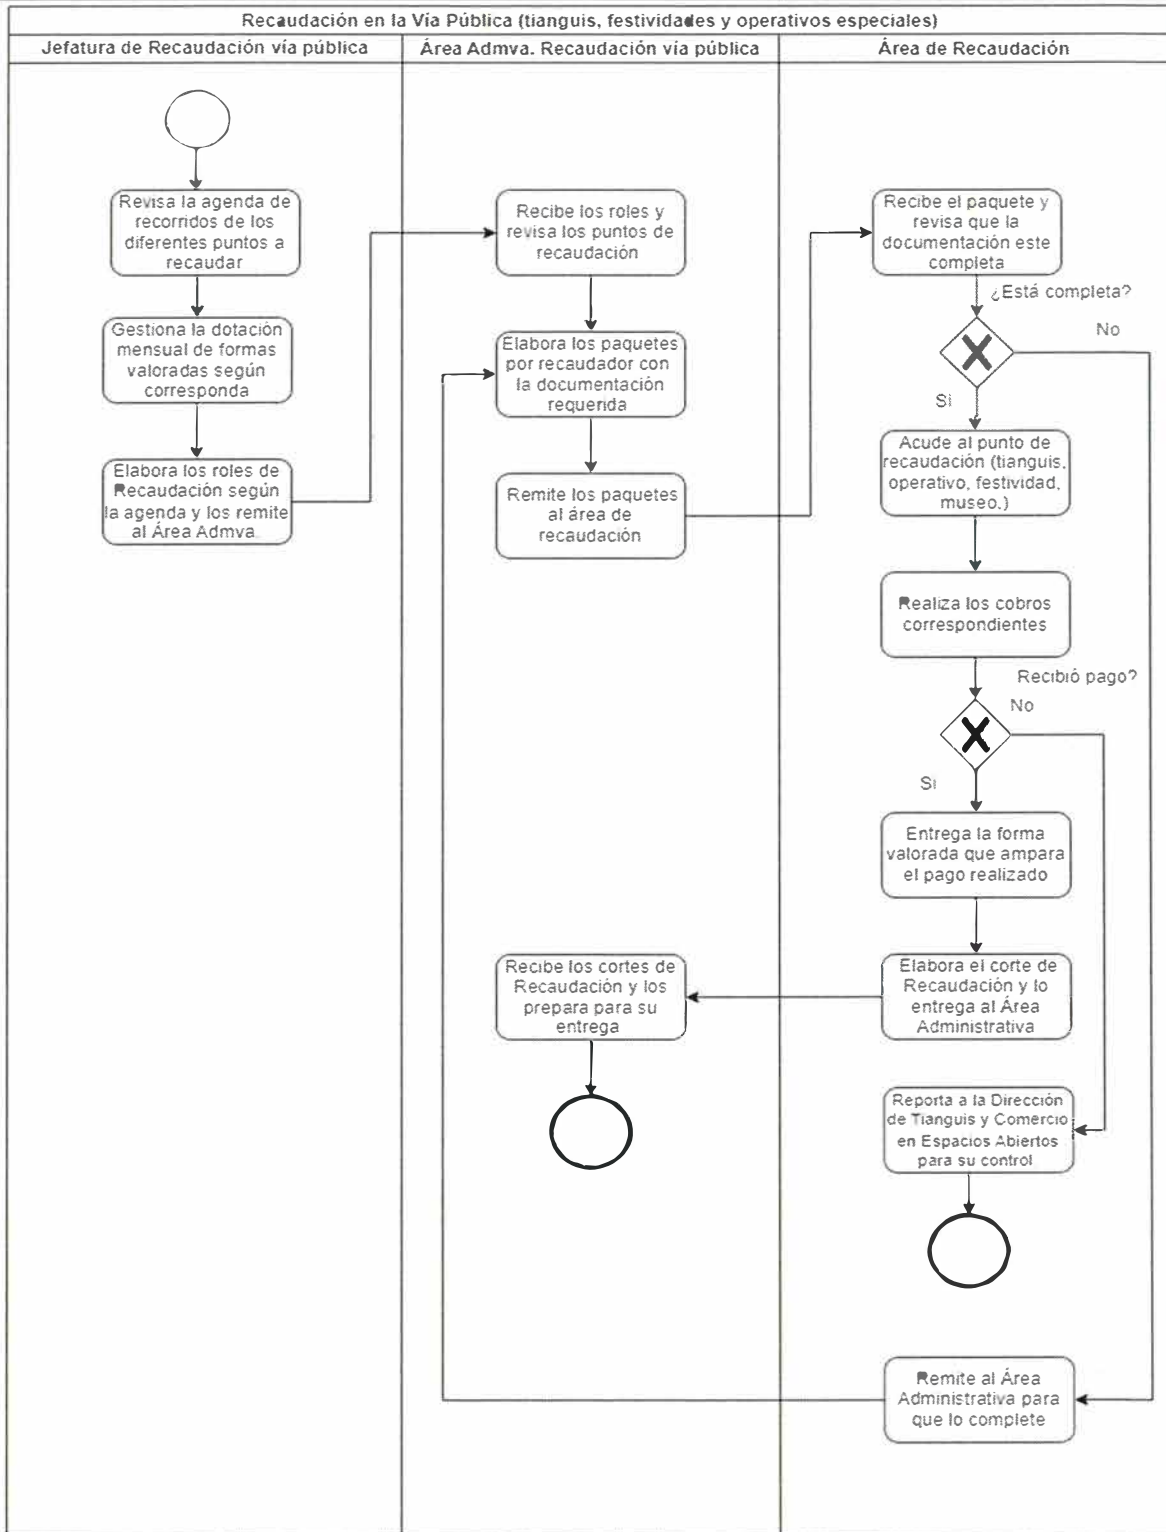 Recaudación en la Vía Pública (tianguis, festividades y operativos especiales)
Jefatura de Recaudación vía pública
Área Admva. Recaudación vía pública
Área de Recaudación
Revisa la agenda de
recorridos de los
diferentes puntos a
recaudar
Gestiona la dotación
mensual de formas
valoradas según
corresponda
Elabora los roles de
Recaudación según
la agenda y los remite
al Área Admva.
Recibe los roles y
revisa los puntos de
recaudación
Elabora los paquetes
por recaudador con
la documentación
requerida
Remite los paquetes
al área de
recaudación
Recibe el paquete y
revisa que la
documentación este
completa
¿Está completa?
No
Si
Acude al punto de
recaudación (tianguis,
operativo, festividad,
museo.)
Realiza los cobros
correspondientes
Recibió pago?
No
Si
Entrega la forma
valorada que ampara
el pago realizado
Elabora el corte de
Recaudación y lo
entrega al Área
Administrativa
Recibe los cortes de
Recaudación y los
prepara para su
entrega
Reporta a la Dirección
de Tianguis y Comercio
en Espacios Abiertos
para su control
Remite al Área
Administrativa para
que lo complete